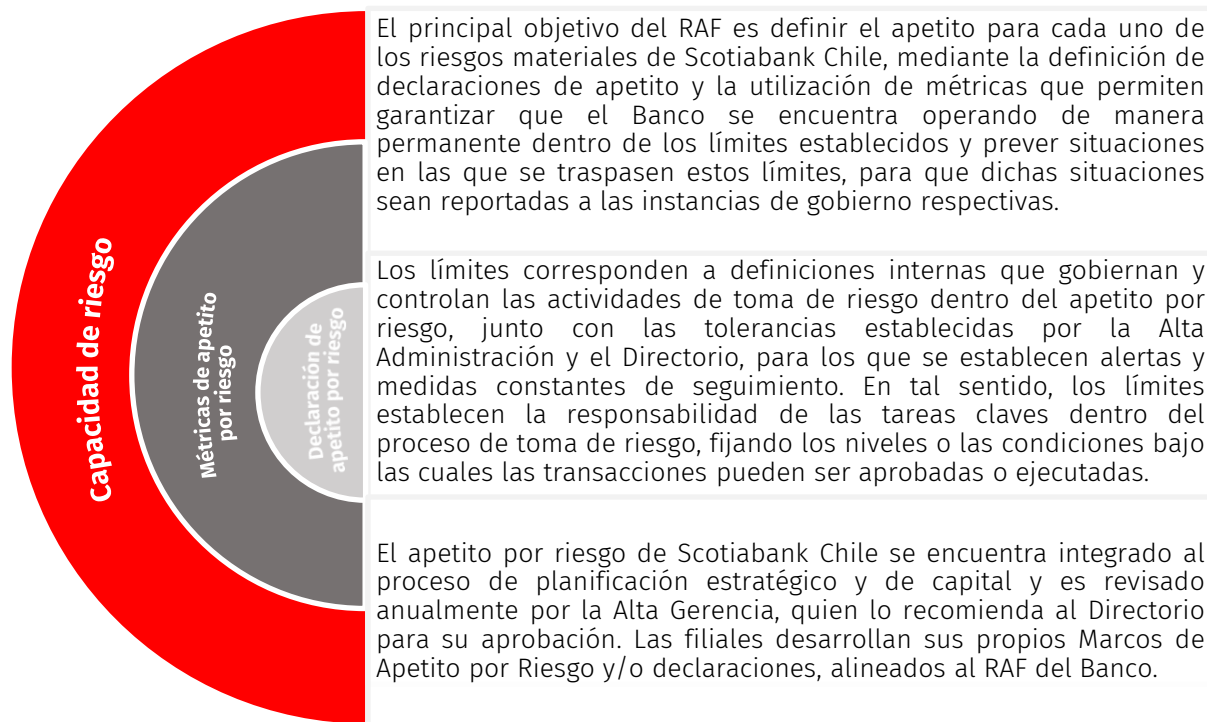 Capacidad de riesgo
Métricas de apetito
por riesgo
Declaración de
apetito por riesgo
El principal objetivo del RAF es definir el apetito para cada uno de
los riesgos materiales de Scotiabank Chile, mediante la definición de
declaraciones de apetito y la utilización de métricas que permiten
garantizar que el Banco se encuentra operando de manera
permanente dentro de los límites establecidos y prever situaciones
en las que se traspasen estos límites, para que dichas situaciones
sean reportadas a las instancias de gobierno respectivas.
Los límites corresponden a definiciones internas que gobiernan y
controlan las actividades de toma de riesgo dentro del apetito por
riesgo, junto con las tolerancias establecidas por la Alta
Administración y el Directorio, para los que se establecen alertas y
medidas constantes de seguimiento. En tal sentido, los límites
establecen la responsabilidad de las tareas claves dentro del
proceso de toma de riesgo, fijando los niveles o las condiciones bajo
las cuales las transacciones pueden ser aprobadas o ejecutadas.
El apetito por riesgo de Scotiabank Chile se encuentra integrado al
proceso de planificación estratégico y de capital y es revisado
anualmente por la Alta Gerencia, quien lo recomienda al Directorio
para su aprobación. Las filiales desarrollan sus propios Marcos de
Apetito por Riesgo y/o declaraciones, alineados al RAF del Banco.